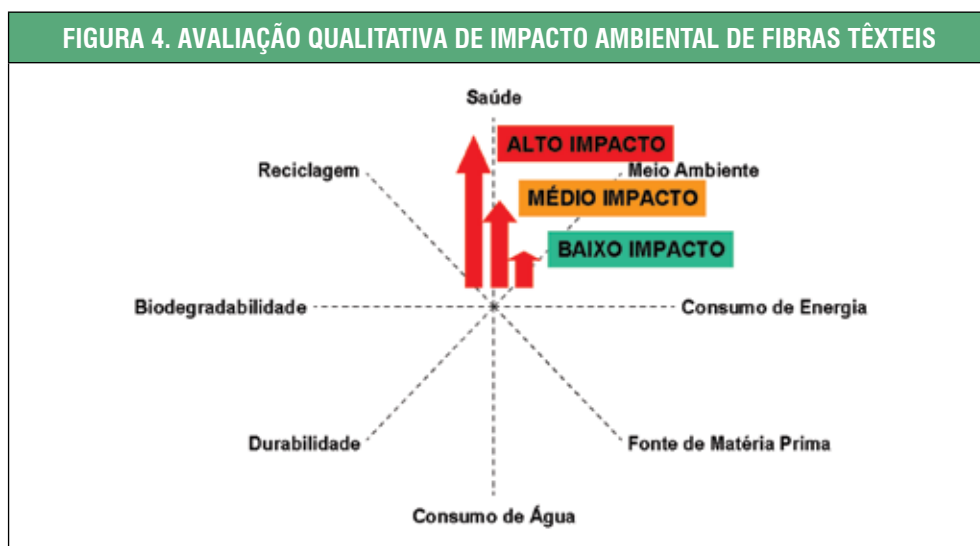 FIGURA 4. AVALIAÇÃO QUALITATIVA DE IMPACTO AMBIENTAL DE FIBRAS TÊXTEIS
Saúde
ALTO IMPACTO
Reciclagem
Meio Ambiente
MÉDIO IMPACTO
BAIXO IMPACTO
Biodegradabilidade
Consumo de Energia
Durabilidade
Fonte de Matéria Prima
Consumo de Água